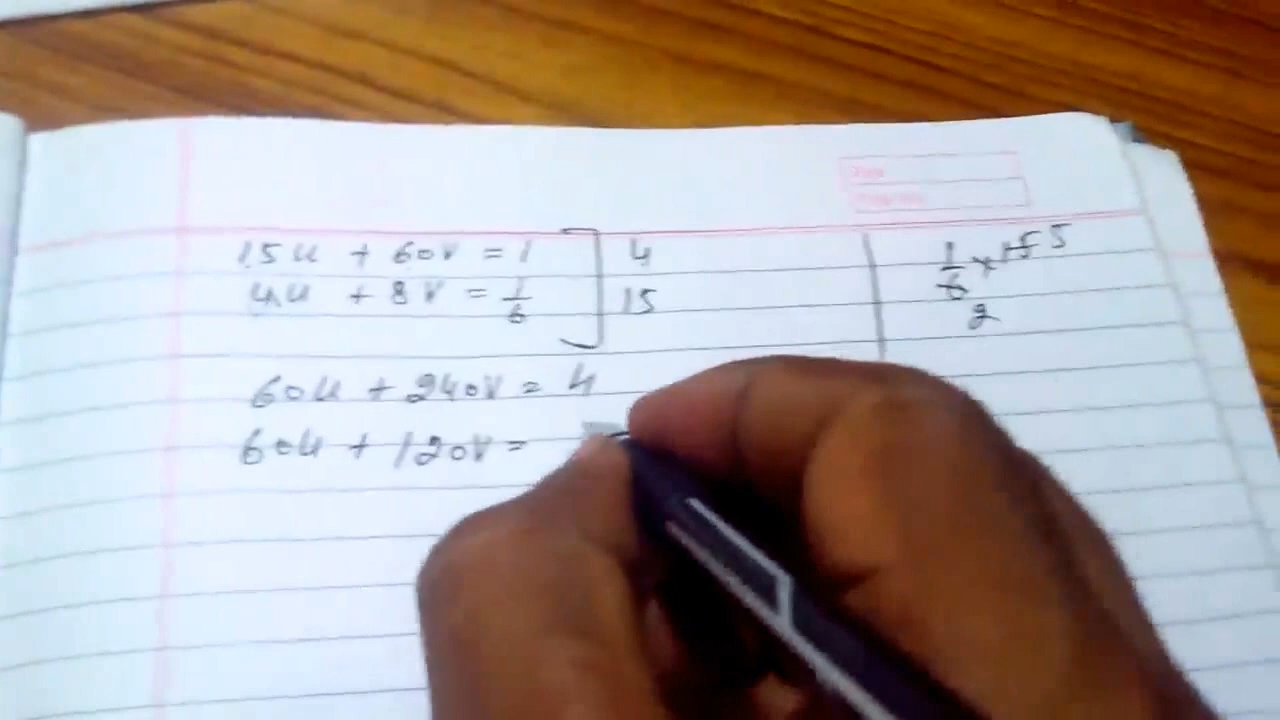 15u + 60v = 1 ] 4
4u + 8v = 1/6 ] 15
60u + 240v = 4
60u + 120v =
1/6 × 15 5
2